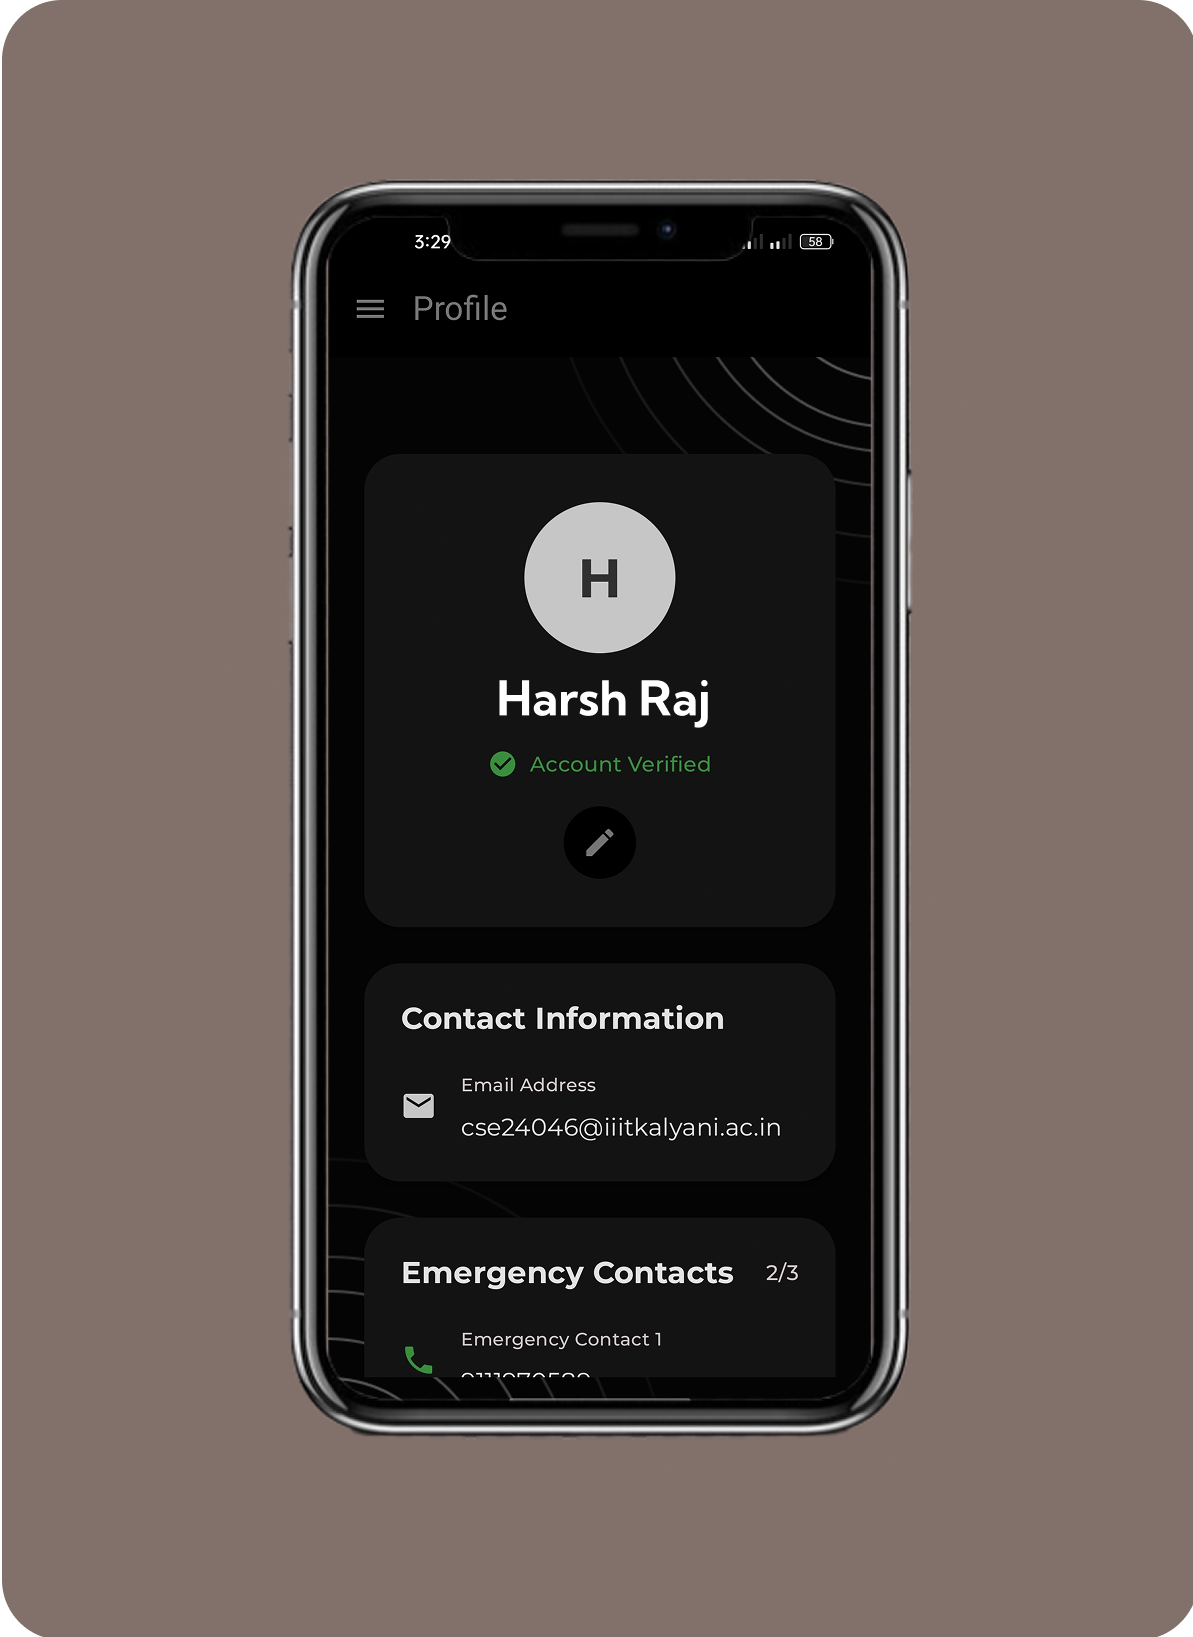 3:29
58
Profile
H
Harsh Raj
Account Verified
Contact Information
Email Address
cse24046@iiitkalyani.ac.in
Emergency Contacts 2/3
Emergency Contact 1